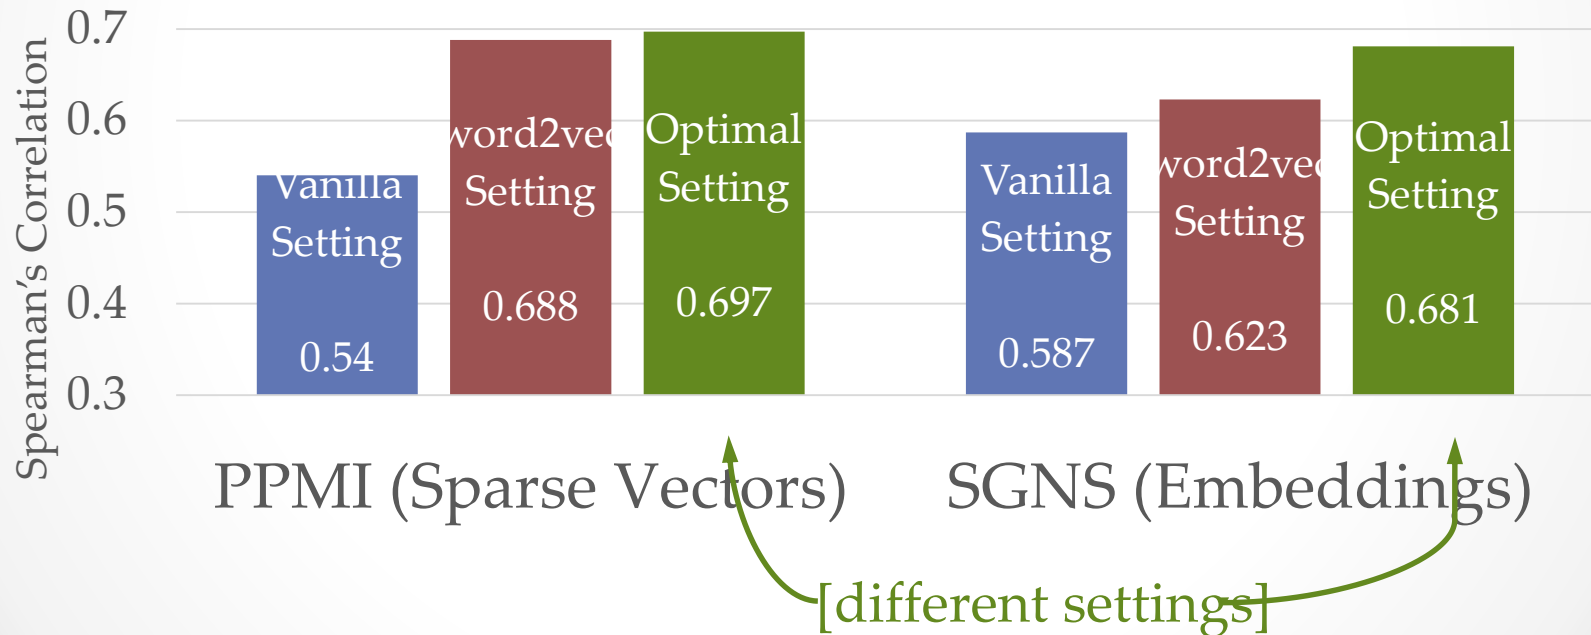 Spearman's Correlation
0.7
0.6
0.5
0.4
0.3
Vanilla
Setting
0.54
word2vec
Setting
0.688
Optimal
Setting
0.697
Vanilla
Setting
0.587
word2vec
Setting
0.623
Optimal
Setting
0.681
PPMI (Sparse Vectors)
SGNS (Embeddings)
[different settings]